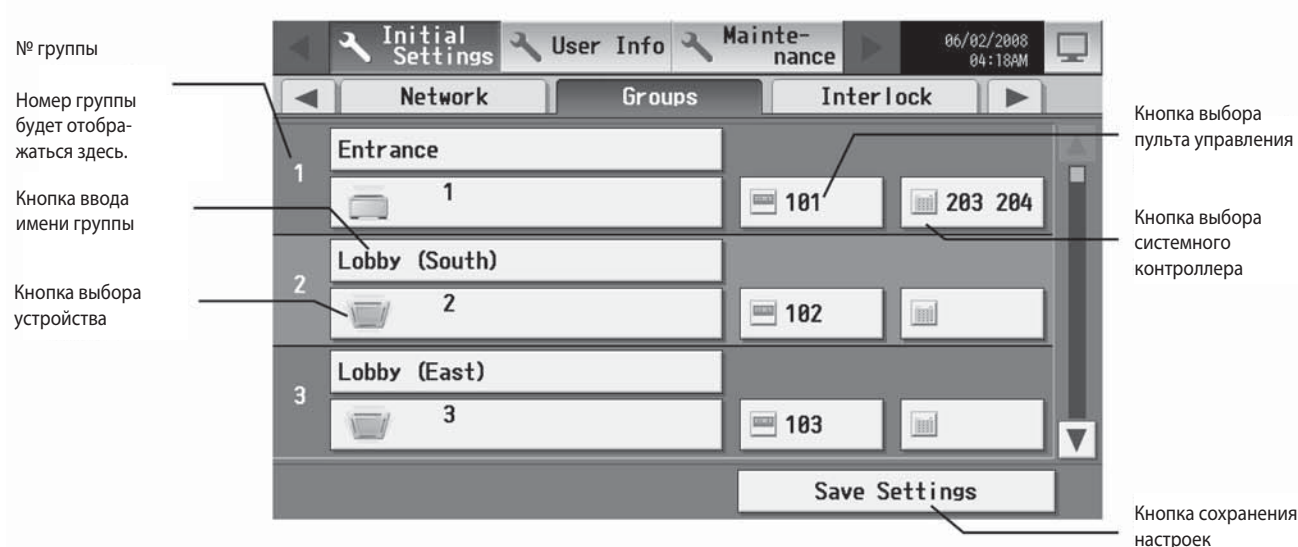 № группы
Номер группы
будет отобра-
жаться здесь.
Кнопка ввода
имени группы
Кнопка выбора
устройства
Initial
Settings
User Info
Mainte-
nance
06/02/2008
04:18AM
Network
Groups
Interlock
1
Entrance
1
101
203 204
2
Lobby (South)
2
102
3
Lobby (East)
3
103
Save Settings
Кнопка выбора
пульта управления
Кнопка выбора
системного
контроллера
Кнопка сохранения
настроек